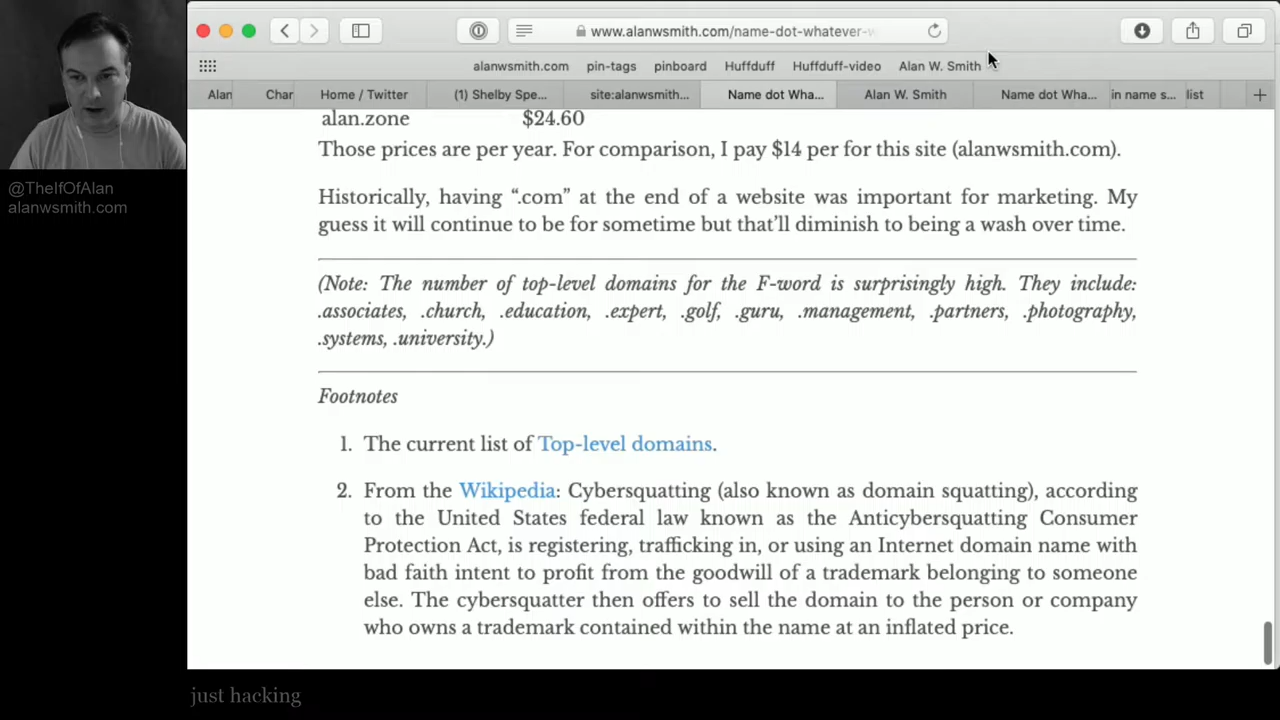 www.alanwsmith.com/name-dot-whatever-w
alanwsmith.com pin-tags pinboard Huffduff Huffduff-video Alan W. Smith
Alan Char Home / Twitter (1) Shelby Spe... site:alanwsmith... Name dot Wha... Alan W. Smith Name dot Wha... in name s... list
alan.zone $24.60
@TheIfOfAlan
alanwsmith.com
Those prices are per year. For comparison, I pay $14 per for this site (alanwsmith.com).
Historically, having “.com” at the end of a website was important for marketing. My
guess it will continue to be for sometime but that’ll diminish to being a wash over time.
(Note: The number of top-level domains for the F-word is surprisingly high. They include:
.associates, .church, .education, .expert, .golf, .guru, .management, .partners, .photography,
.systems, .university.)
Footnotes
1. The current list of Top-level domains.
2. From the Wikipedia: Cybersquatting (also known as domain squatting), according
to the United States federal law known as the Anticybersquatting Consumer
Protection Act, is registering, trafficking in, or using an Internet domain name with
bad faith intent to profit from the goodwill of a trademark belonging to someone
else. The cybersquatter then offers to sell the domain to the person or company
who owns a trademark contained within the name at an inflated price.
just hacking